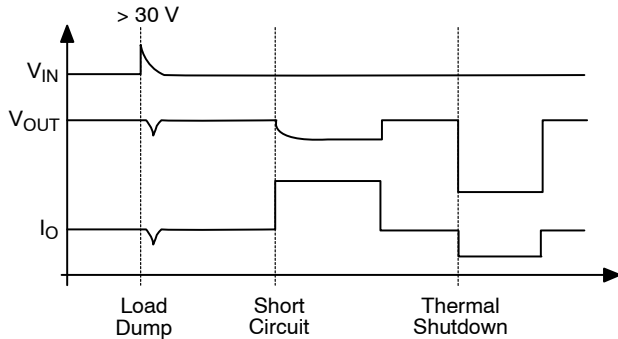 > 30 V
VIN
VOUT
IO
Load
Dump
Short
Circuit
Thermal
Shutdown